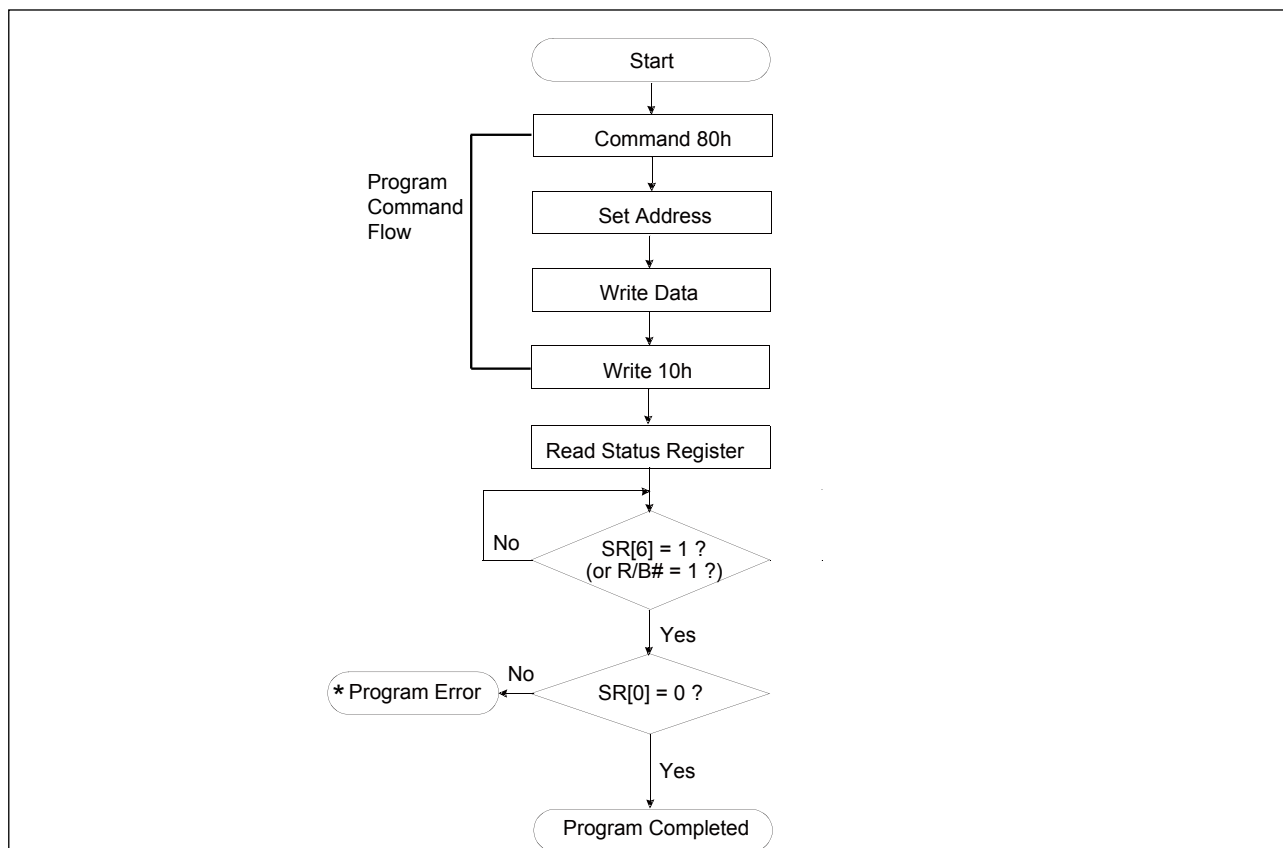 Start
Command 80h
Program
Command
Flow
Set Address
Write Data
Write 10h
Read Status Register
No
SR[6] = 1 ?
(or R/B# = 1 ?)
Yes
No
* Program Error
SR[0] = 0 ?
Yes
Program Completed